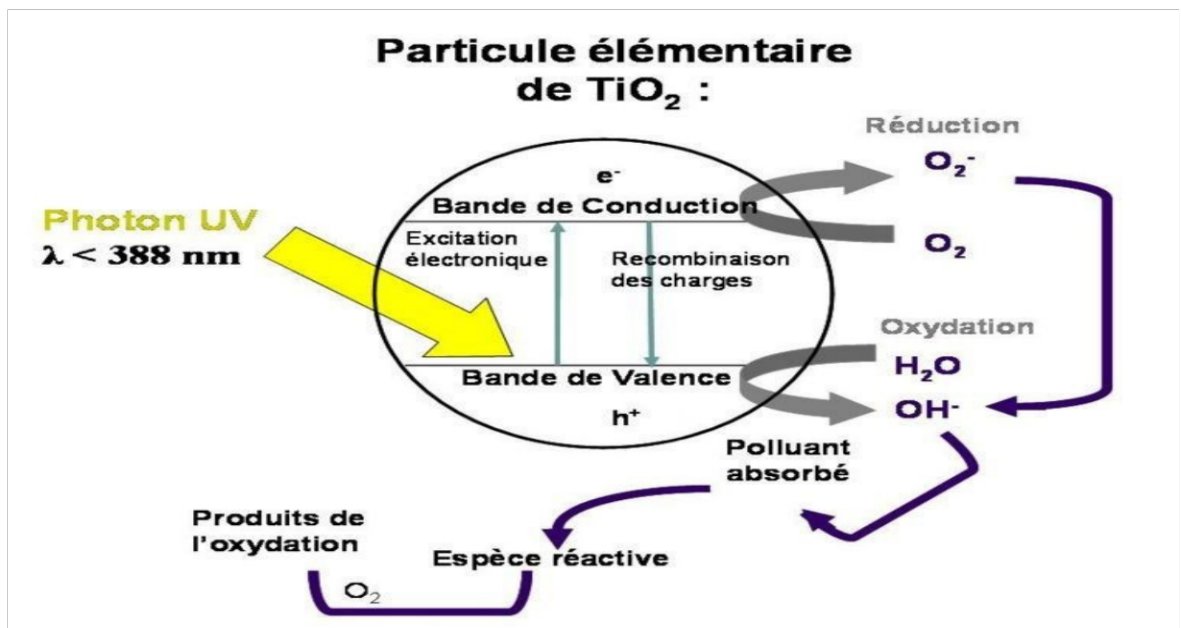 Particule élémentaire
de TiO₂ :
Réduction
O₂⁻
e⁻
Bande de Conduction
Photon UV
λ < 388 nm
Excitation
électronique
Recombinaison
des charges
O₂
Oxydation
H₂O
Bande de Valence
h⁺
OH⁻
Polluant
absorbé
Produits de
l'oxydation
Espèce réactive
O₂